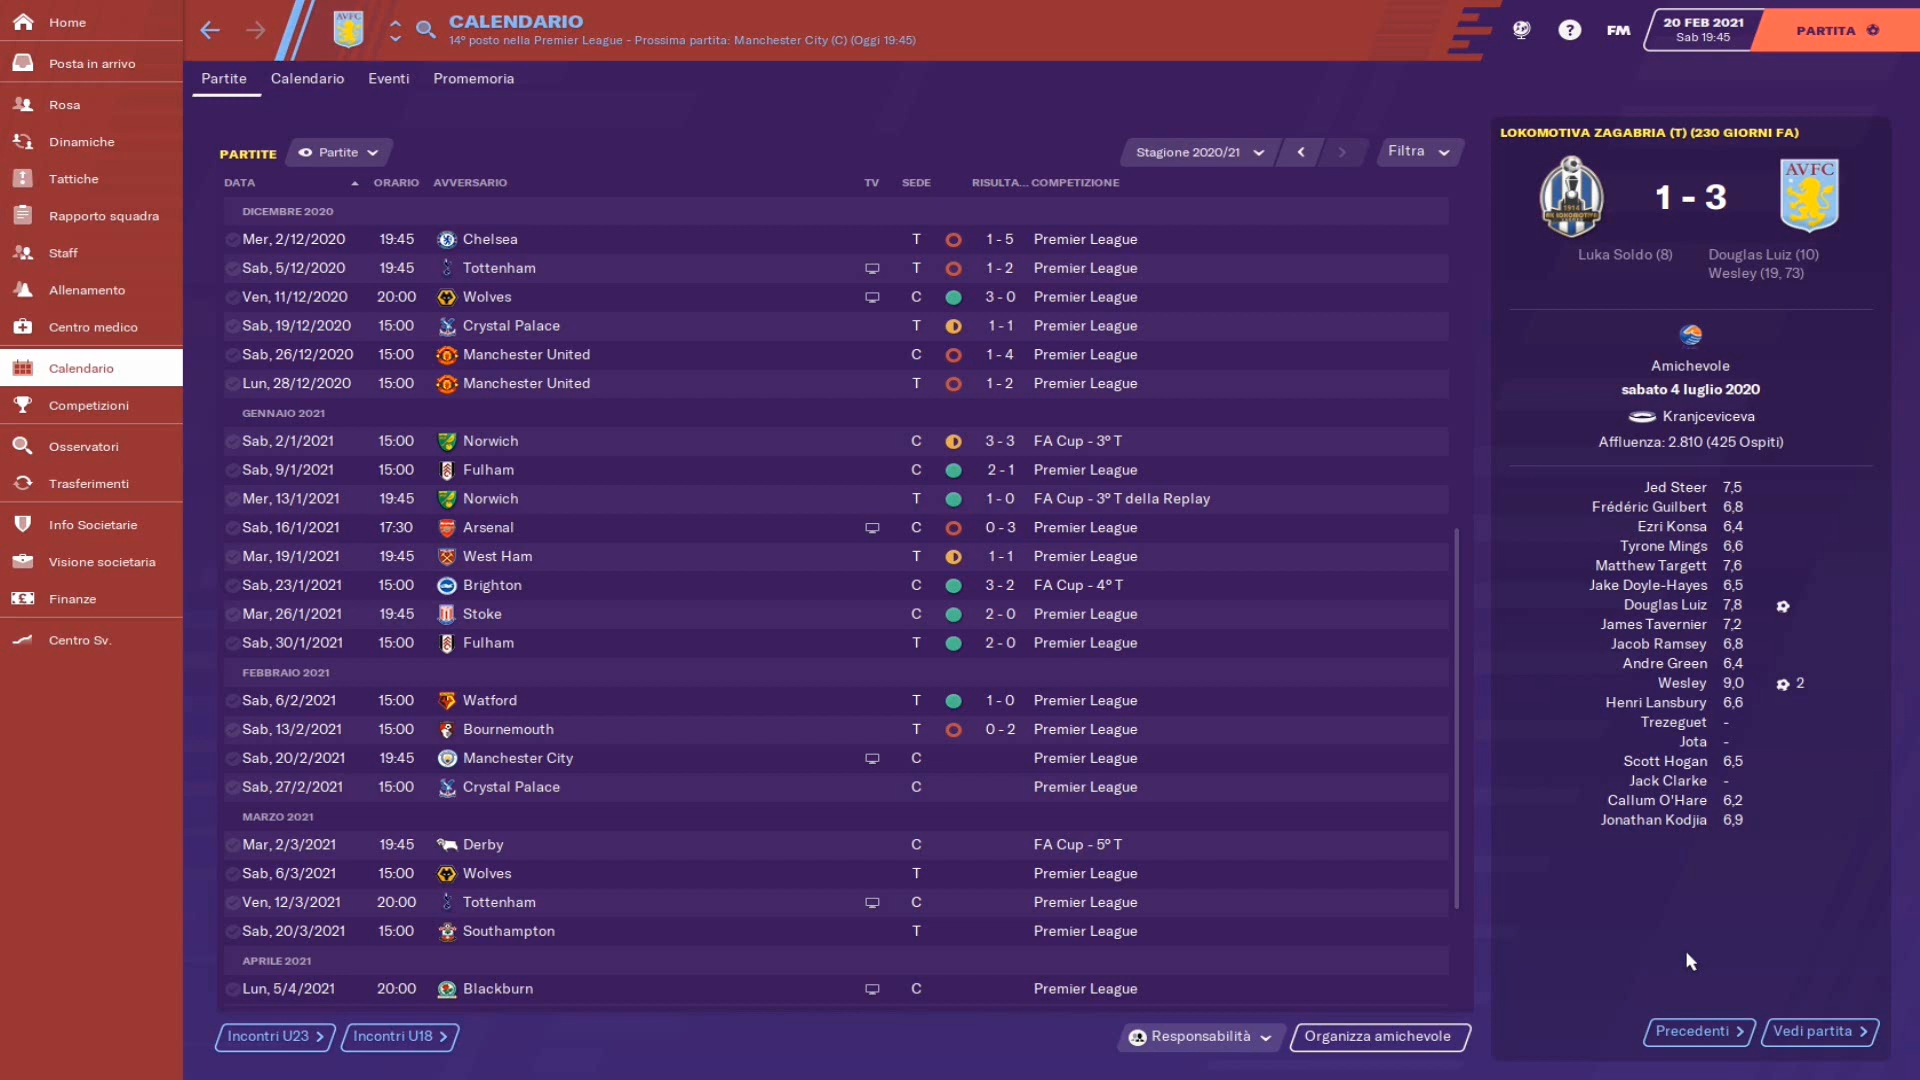 Home
Posta in arrivo
Rosa
Dinamiche
Tattiche
Rapporto squadra
Staff
Allenamento
Centro medico
Calendario
Competizioni
Osservatori
Trasferimenti
Info Societarie
Visione societaria
Finanze
Centro Sv.
AVFC
CALENDARIO
14° posto nella Premier League - Prossima partita: Manchester City (C) (Oggi 19:45)
FM
20 FEB 2021
Sab 19:45
PARTITA
Partite Calendario Eventi Promemoria
PARTITE Partite Stagione 2020/21 Filtra
DATA ORARIO AVVERSARIO TV SEDE RISULTA... COMPETIZIONE
DICEMBRE 2020
Mer, 2/12/2020 19:45 Chelsea T 1 - 5 Premier League
Sab, 5/12/2020 19:45 Tottenham T 1 - 2 Premier League
Ven, 11/12/2020 20:00 Wolves C 3 - 0 Premier League
Sab, 19/12/2020 15:00 Crystal Palace T 1 - 1 Premier League
Sab, 26/12/2020 15:00 Manchester United C 1 - 4 Premier League
Lun, 28/12/2020 15:00 Manchester United T 1 - 2 Premier League
GENNAIO 2021
Sab, 2/1/2021 15:00 Norwich C 3 - 3 FA Cup - 3° T
Sab, 9/1/2021 15:00 Fulham C 2 - 1 Premier League
Mer, 13/1/2021 19:45 Norwich T 1 - 0 FA Cup - 3° T della Replay
Sab, 16/1/2021 17:30 Arsenal C 0 - 3 Premier League
Mar, 19/1/2021 19:45 West Ham T 1 - 1 Premier League
Sab, 23/1/2021 15:00 Brighton C 3 - 2 FA Cup - 4° T
Mar, 26/1/2021 19:45 Stoke C 2 - 0 Premier League
Sab, 30/1/2021 15:00 Fulham T 2 - 0 Premier League
FEBBRAIO 2021
Sab, 6/2/2021 15:00 Watford T 1 - 0 Premier League
Sab, 13/2/2021 15:00 Bournemouth T 0 - 2 Premier League
Sab, 20/2/2021 19:45 Manchester City C Premier League
Sab, 27/2/2021 15:00 Crystal Palace C Premier League
MARZO 2021
Mar, 2/3/2021 19:45 Derby C FA Cup - 5° T
Sab, 6/3/2021 15:00 Wolves T Premier League
Ven, 12/3/2021 20:00 Tottenham C Premier League
Sab, 20/3/2021 15:00 Southampton T Premier League
APRILE 2021
Lun, 5/4/2021 20:00 Blackburn C Premier League
Incontri U23 Incontri U18 Responsabilità Organizza amichevole
LOKOMOTIVA ZAGABRIA (T) (230 GIORNI FA)
1 - 3
AVFC
1914
Luka Soldo (8) Douglas Luiz (10)
Wesley (19, 73)
Amichevole
sabato 4 luglio 2020
Kranjceviceva
Affluenza: 2.810 (425 Ospiti)
Jed Steer 7,5
Frédéric Guilbert 6,8
Ezri Konsa 6,4
Tyrone Mings 6,6
Matthew Targett 7,6
Jake Doyle-Hayes 6,5
Douglas Luiz 7,8
James Tavernier 7,2
Jacob Ramsey 6,8
Andre Green 6,4
Wesley 9,0 2
Henri Lansbury 6,6
Trezeguet -
Jota -
Scott Hogan 6,5
Jack Clarke -
Callum O'Hare 6,2
Jonathan Kodjia 6,9
Precedenti Vedi partita